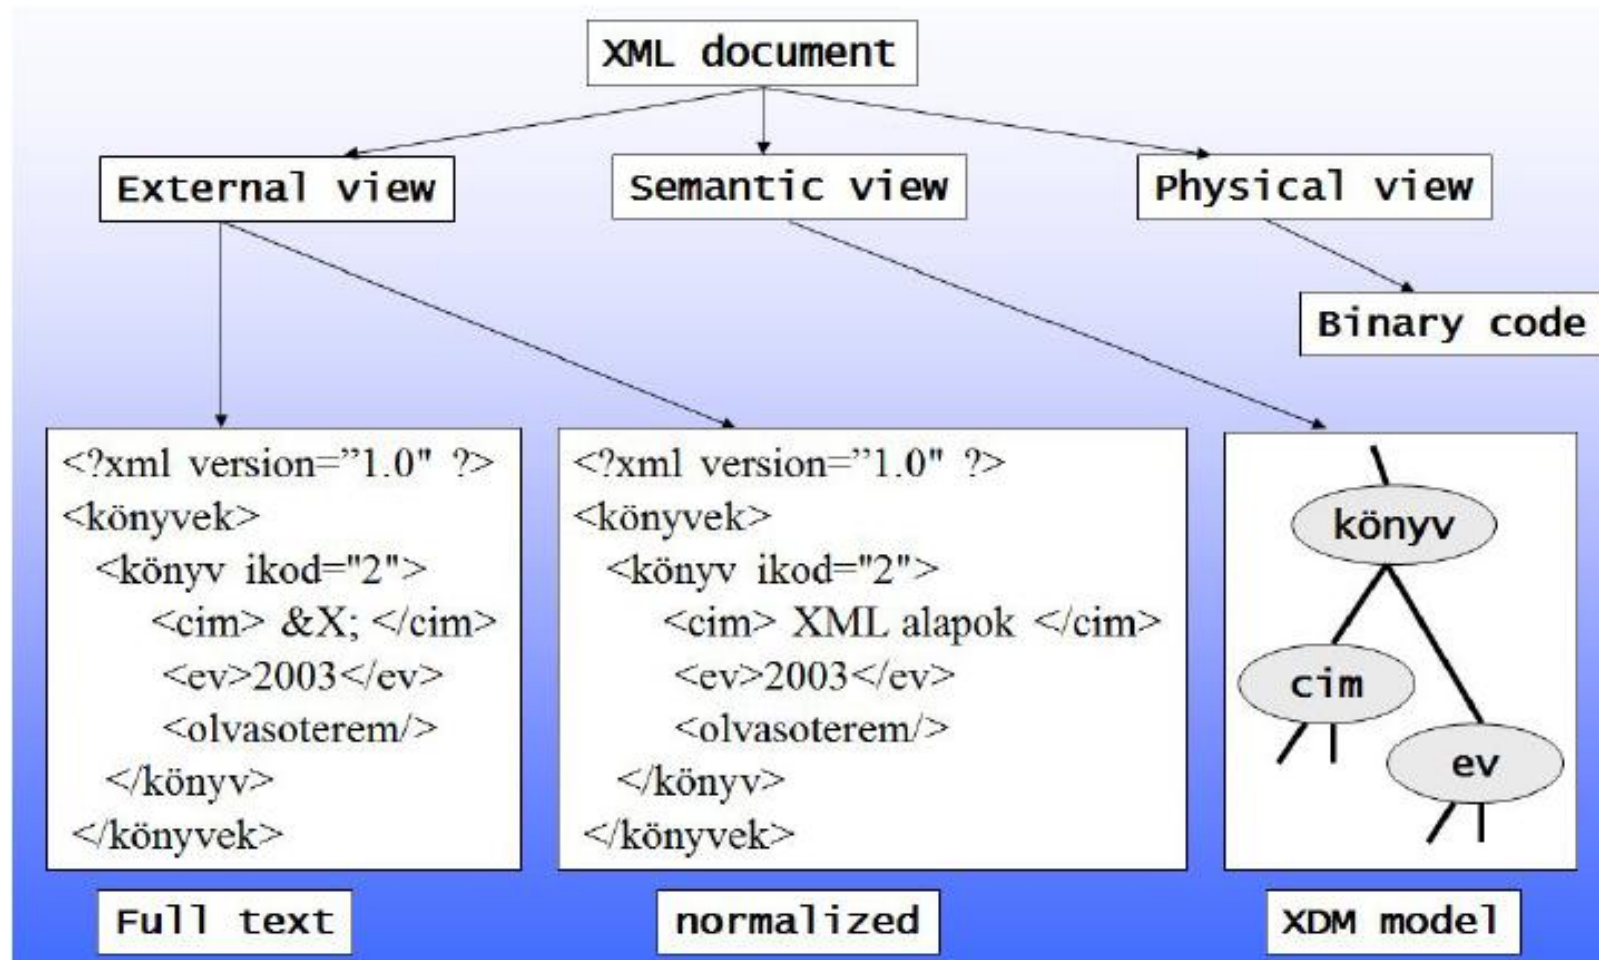 XML document
External view
Semantic view
Physical view
Binary code
<?xml version=”1.0" ?>
<könyvek>
<könyv ikod="2">
<cim> &X; </cim>
<ev>2003</ev>
<olvasoterem/>
</könyv>
</könyvek>
Full text
<?xml version=”1.0" ?>
<könyvek>
<könyv ikod="2">
<cim> XML alapok </cim>
<ev>2003</ev>
<olvasoterem/>
</könyv>
</könyvek>
normalized
könyv
cim
ev
XDM model